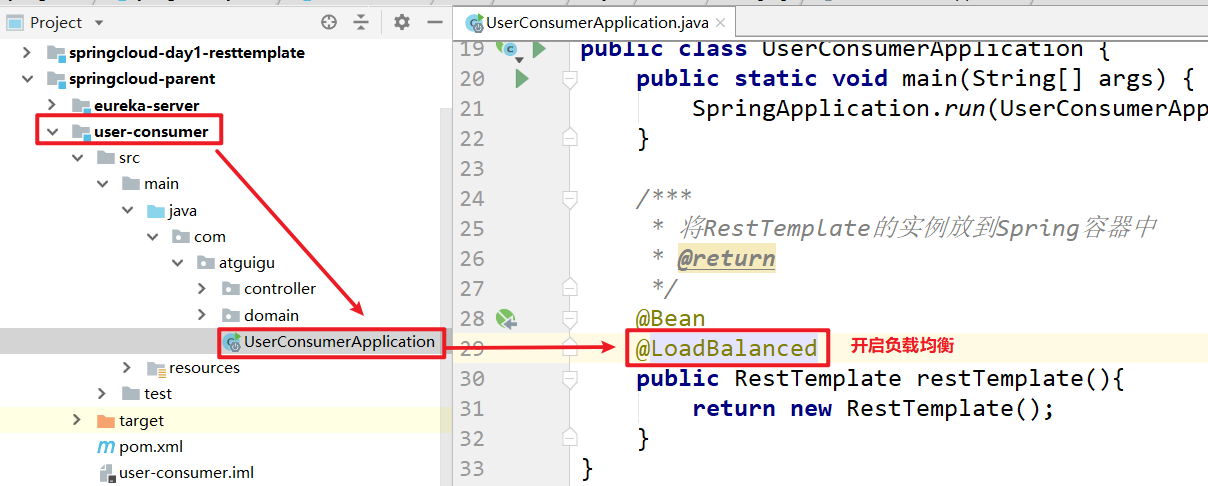 Project
springcloud-day1-resttemplate
springcloud-parent
eureka-server
user-consumer
src
main
java
com
atguigu
controller
domain
UserConsumerApplication
resources
test
target
pom.xml
user-consumer.iml
UserConsumerApplication.java
19 public class UserConsumerApplication {
20 public static void main(String[] args) {
21 SpringApplication.run(UserConsumerApp
22 }
23
24 /***
25 * 将RestTemplate的实例放到Spring容器中
26 * @return
27 */
28 @Bean
29 @LoadBalanced 开启负载均衡
30 public RestTemplate restTemplate(){
31 return new RestTemplate();
32 }
33 }